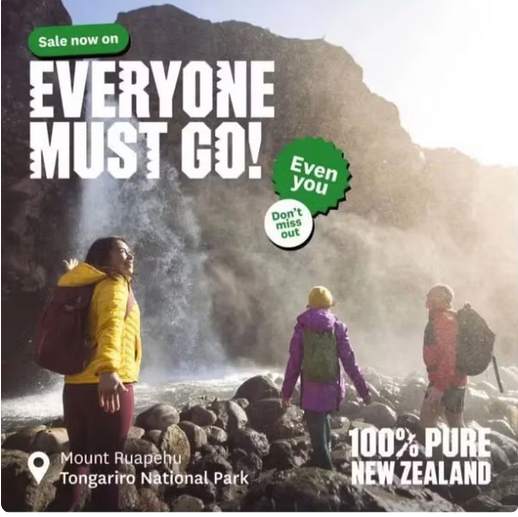 Sale now on
EVERYONE
MUST GO!
Even
you
Don't
miss
out
Mount Ruapehu
Tongariro National Park
100% PURE
NEW ZEALAND